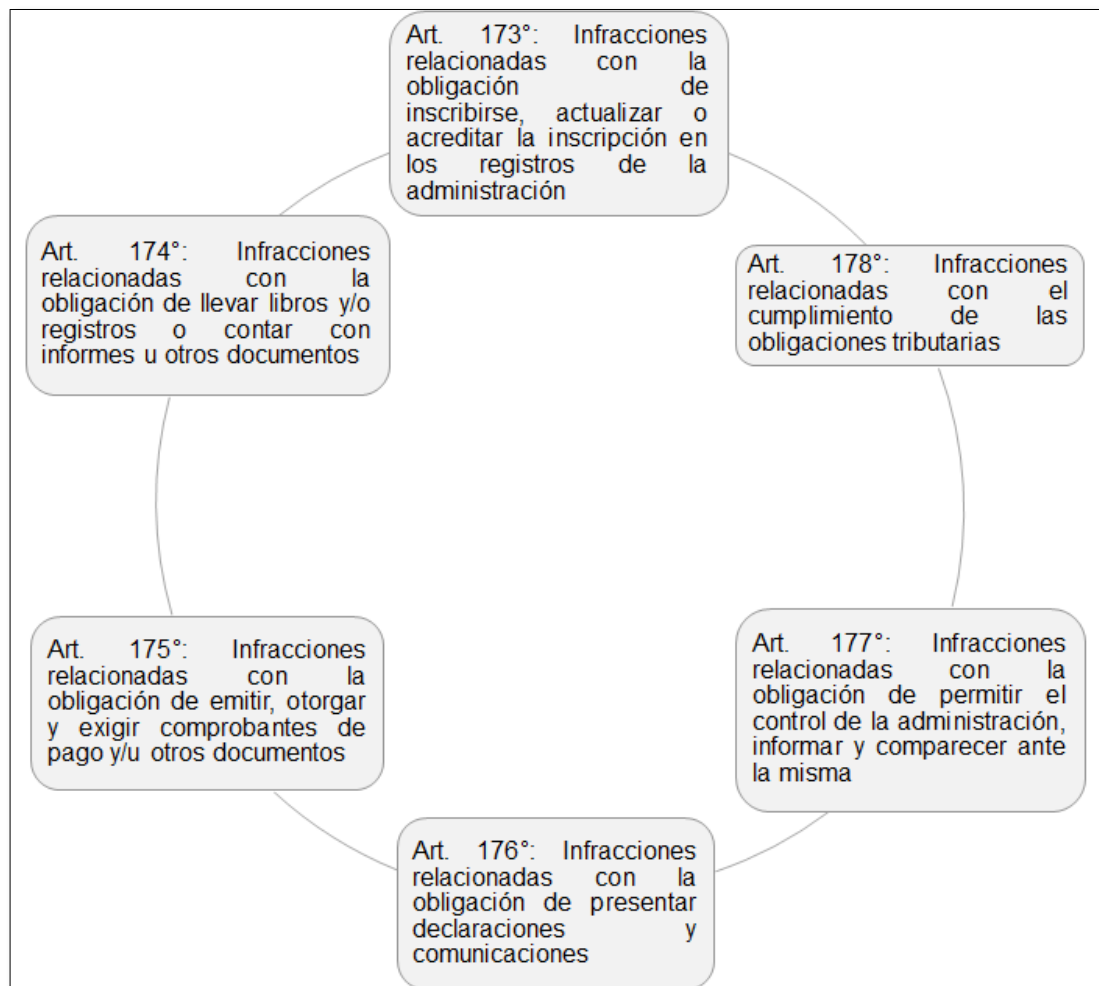 Art. 173°: Infracciones
relacionadas con la
obligación de
inscribirse, actualizar o
acreditar la inscripción en
los registros de la
administración
Art. 174°: Infracciones
relacionadas con la
obligación de llevar libros y/o
registros o contar con
informes u otros documentos
Art. 178°: Infracciones
relacionadas con el
cumplimiento de las
obligaciones tributarias
Art. 175°: Infracciones
relacionadas con la
obligación de emitir, otorgar
y exigir comprobantes de
pago y/u otros documentos
Art. 177°: Infracciones
relacionadas con la
obligación de permitir el
control de la administración,
informar y comparecer ante
la misma
Art. 176°: Infracciones
relacionadas con la
obligación de presentar
declaraciones y
comunicaciones